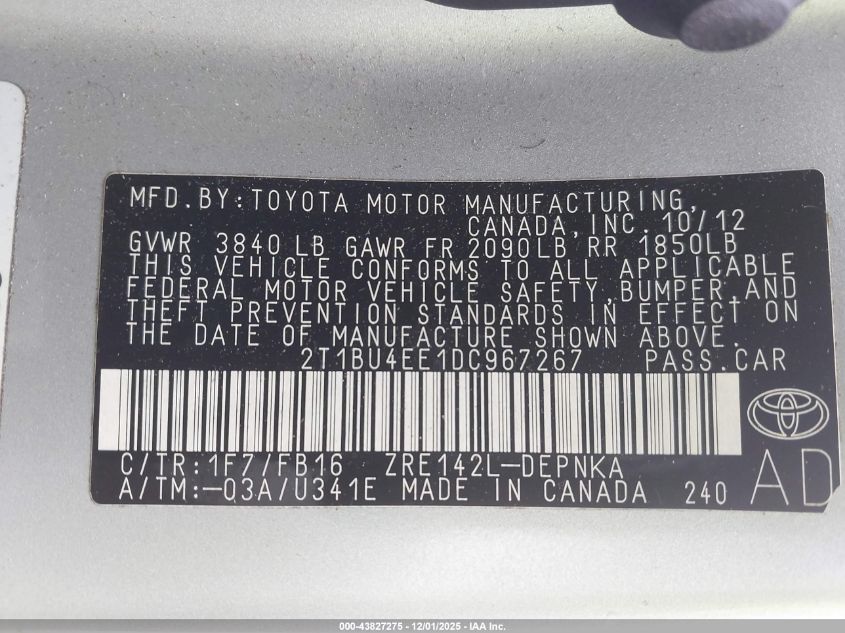 MFD.BY:TOYOTA MOTOR MANUFACTURING,
CANADA,INC. 10/12
GVWR 3840 LB GAWR FR 2090LB RR 1850LB
THIS VEHICLE CONFORMS TO ALL APPLICABLE
FEDERAL MOTOR VEHICLE SAFETY,BUMPER,AND
THEFT PREVENTION STANDARDS IN EFFECT ON
THE DATE OF MANUFACTURE SHOWN ABOVE.
2T1BU4EE1DC967267 PASS.CAR
C/TR:1F7/FB16 ZRE142L-DEPNKA
A/TM:-03A/U341E MADE IN CANADA 240
AD
000-43827275 - 12/01/2025 - IAA Inc.